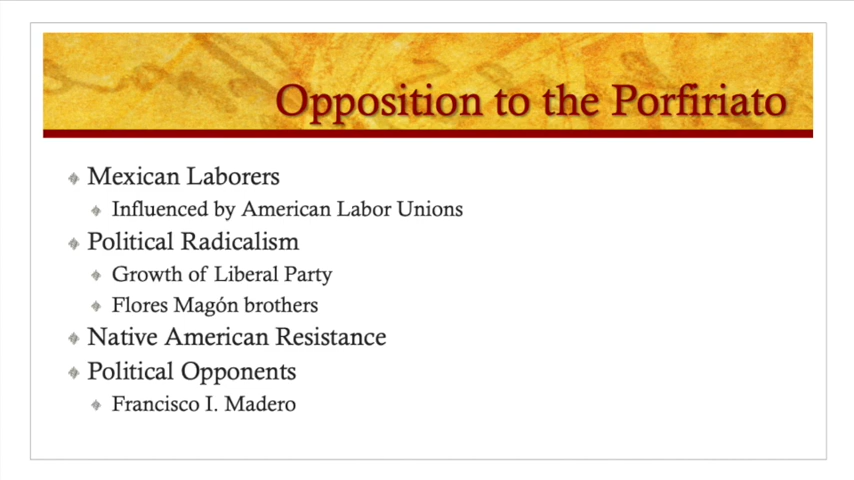 Opposition to the Porfiriato
Mexican Laborers
Influenced by American Labor Unions
Political Radicalism
Growth of Liberal Party
Flores Magón brothers
Native American Resistance
Political Opponents
Francisco I. Madero